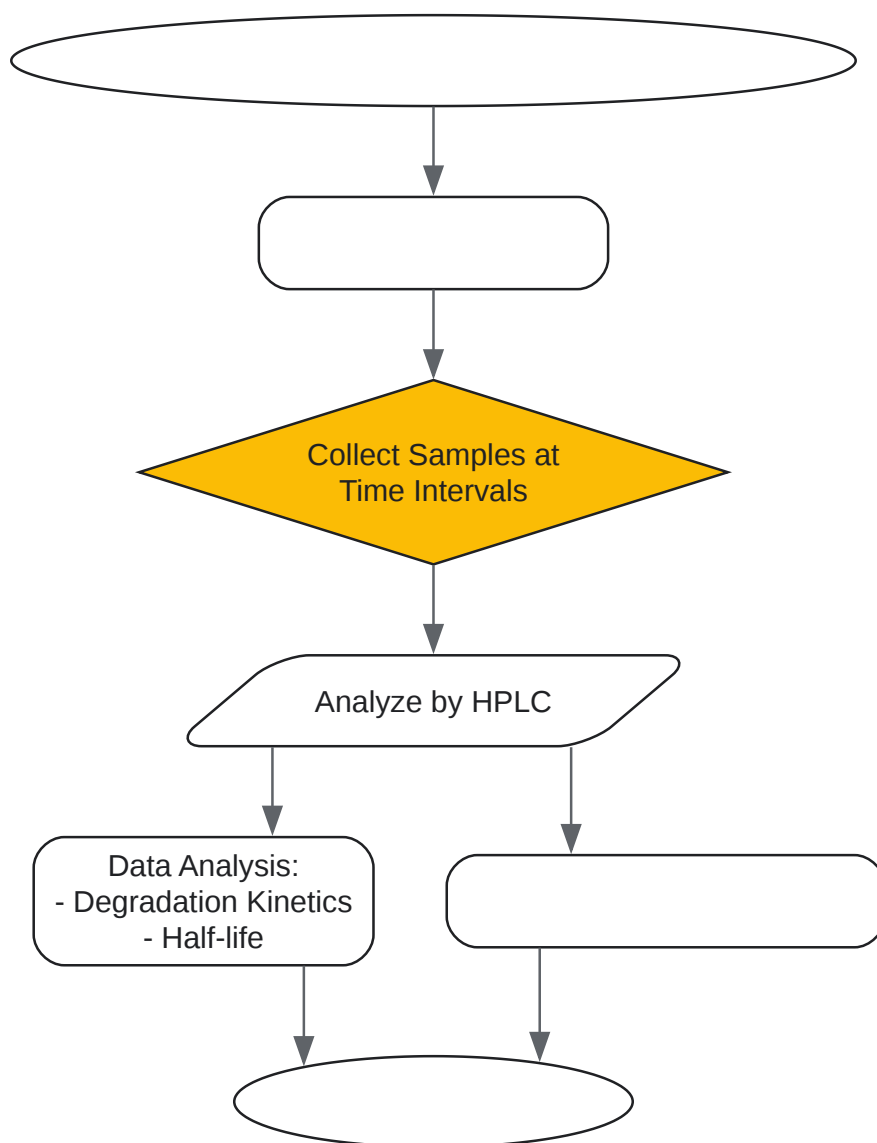 Collect Samples at
Time Intervals
Analyze by HPLC
Data Analysis:
- Degradation Kinetics
- Half-life